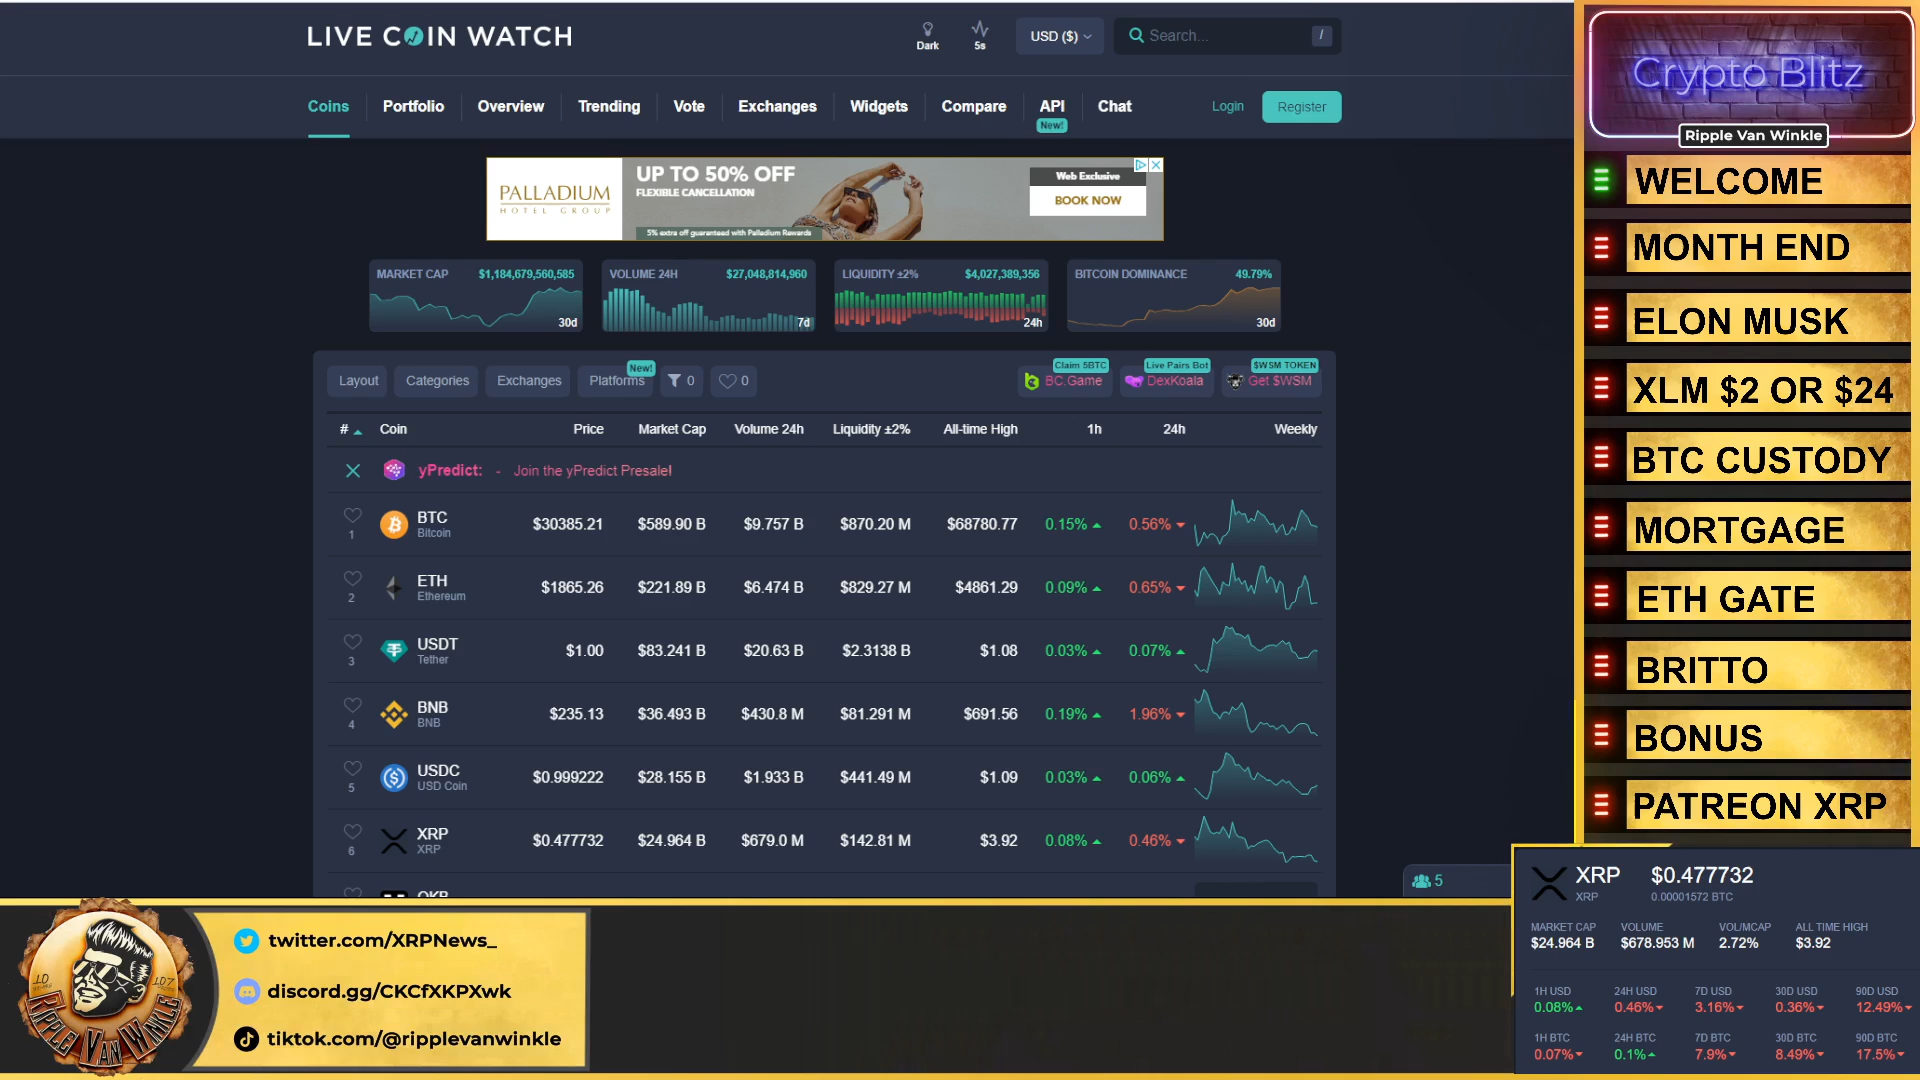 LIVE COIN WATCH
Dark
5s
USD ($)
Search...
/
Coins
Portfolio
Overview
Trending
Vote
Exchanges
Widgets
Compare
API
New!
Chat
Login
Register
PALLADIUM
HOTEL GROUP
UP TO 50% OFF
FLEXIBLE CANCELLATION
5% extra off guaranteed with Palladium Rewards
Web Exclusive
BOOK NOW
MARKET CAP $1,184,679,560,585
30d
VOLUME 24H $27,048,814,960
7d
LIQUIDITY ±2% $4,027,389,356
24h
BITCOIN DOMINANCE 49.79%
30d
Layout
Categories
Exchanges
Platforms
New!
0
0
Claim 5BTC
BC.Game
Live Pairs Bot
DexKoala
$WSM TOKEN
Get $WSM
# Coin Price Market Cap Volume 24h Liquidity ±2% All-time High 1h 24h Weekly
yPredict: - Join the yPredict Presale!
1 BTC Bitcoin $30385.21 $589.90 B $9.757 B $870.20 M $68780.77 0.15% 0.56%
2 ETH Ethereum $1865.26 $221.89 B $6.474 B $829.27 M $4861.29 0.09% 0.65%
3 USDT Tether $1.00 $83.241 B $20.63 B $2.3138 B $1.08 0.03% 0.07%
4 BNB BNB $235.13 $36.493 B $430.8 M $81.291 M $691.56 0.19% 1.96%
5 USDC USD Coin $0.999222 $28.155 B $1.933 B $441.49 M $1.09 0.03% 0.06%
6 XRP XRP $0.477732 $24.964 B $679.0 M $142.81 M $3.92 0.08% 0.46%
OKB
5
Crypto Blitz
Ripple Van Winkle
WELCOME
MONTH END
ELON MUSK
XLM $2 OR $24
BTC CUSTODY
MORTGAGE
ETH GATE
BRITTO
BONUS
PATREON XRP
XRP $0.477732
XRP 0.00001572 BTC
MARKET CAP VOLUME VOL/MCAP ALL TIME HIGH
$24.964 B $678.953 M 2.72% $3.92
1H USD 24H USD 7D USD 30D USD 90D USD
0.08% 0.46% 3.16% 0.36% 12.49%
1H BTC 24H BTC 7D BTC 30D BTC 90D BTC
0.07% 0.1% 7.9% 8.49% 17.5%
10
107
RIPPLE VAN WINKLE
twitter.com/XRPNews_
discord.gg/CKCfXKPXwk
tiktok.com/@ripplevanwinkle